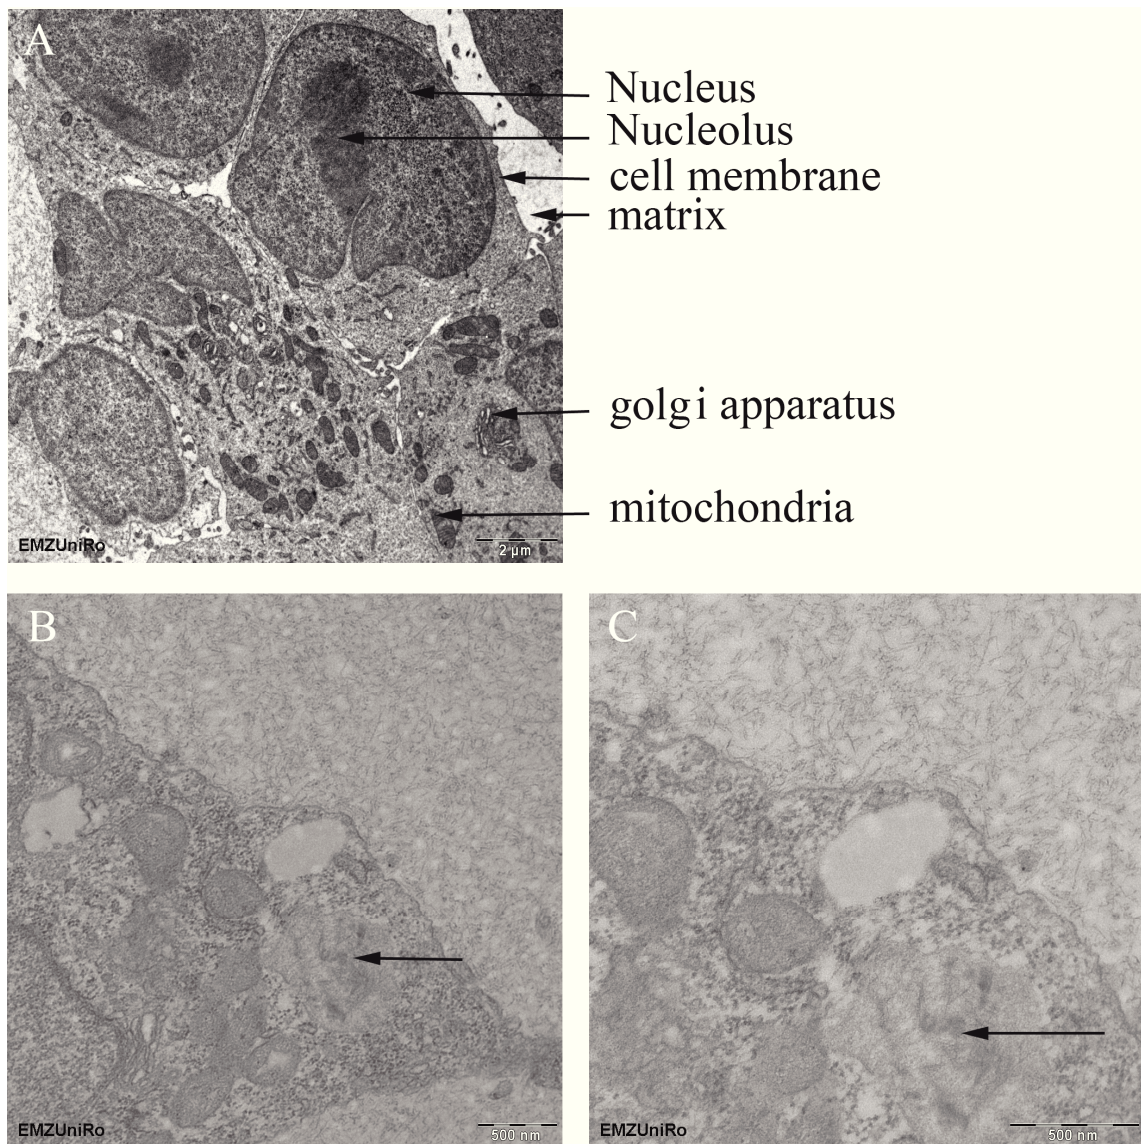 A
Nucleus
Nucleolus
cell membrane
matrix
golgi apparatus
mitochondria
EMZUniRo
2 µm
B
C
EMZUniRo
500 nm
EMZUniRo
500 nm